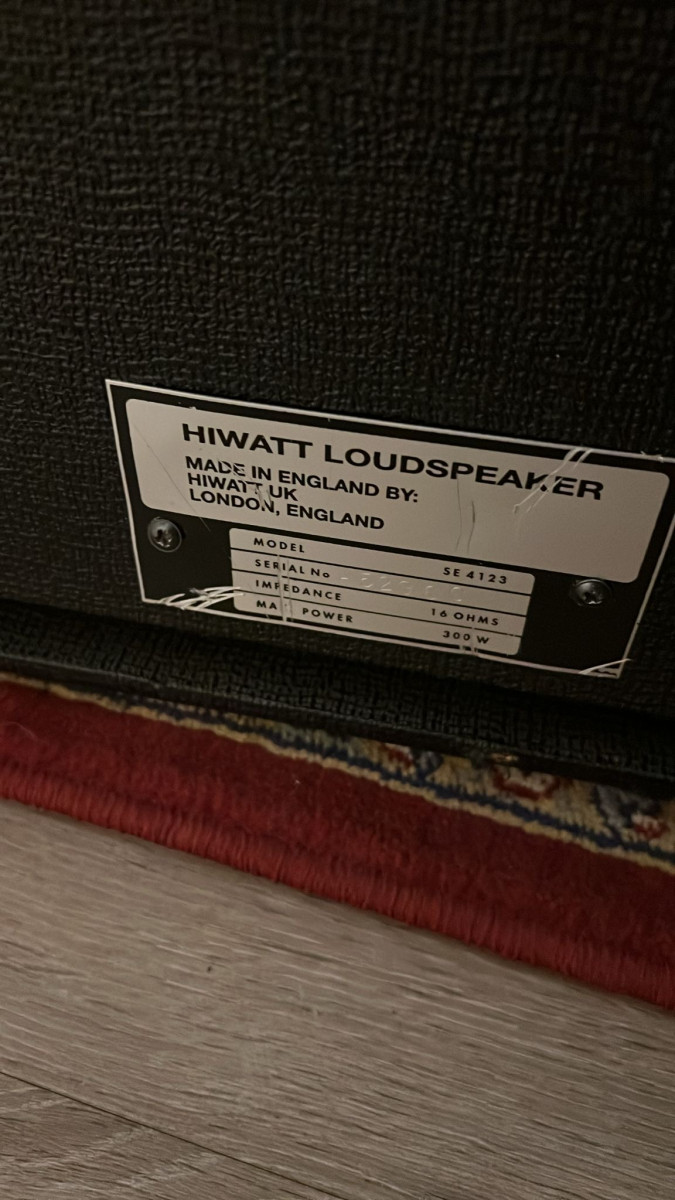 HIWATT LOUDSPEAKER
MADE IN ENGLAND BY:
HIWATT UK
LONDON, ENGLAND
MODEL SE 4123
SERIAL No
IMPEDANCE 16 OHMS
MAX POWER 300 W